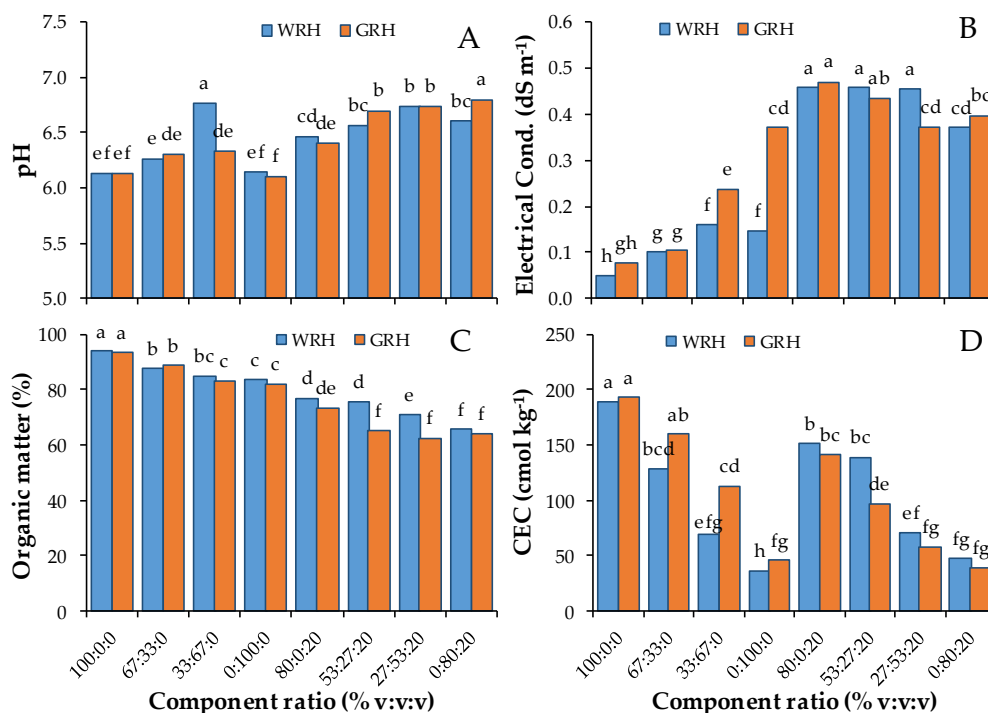 7.5
7.0
6.5
6.0
5.5
5.0
pH
WRH GRH
A
ef ef e de a de ef f cd de bc b b b bc a
0.6
0.5
0.4
0.3
0.2
0.1
0.0
Electrical Cond. (dS m⁻¹)
WRH GRH
B
h gh g g f e f cd a a a ab a cd cd bc
100
80
60
40
20
0
Organic matter (%)
WRH GRH
C
a a b b bc c c c d de d f e f f f
100:0:0
67:33:0
33:67:0
0:100:0
80:0:20
53:27:20
27:53:20
0:80:20
Component ratio (% v:v:v)
250
200
150
100
50
0
CEC (cmol kg⁻¹)
WRH GRH
D
a a bcd ab efg cd h fg b bc bc de ef fg fg fg
100:0:0
67:33:0
33:67:0
0:100:0
80:0:20
53:27:20
27:53:20
0:80:20
Component ratio (% v:v:v)